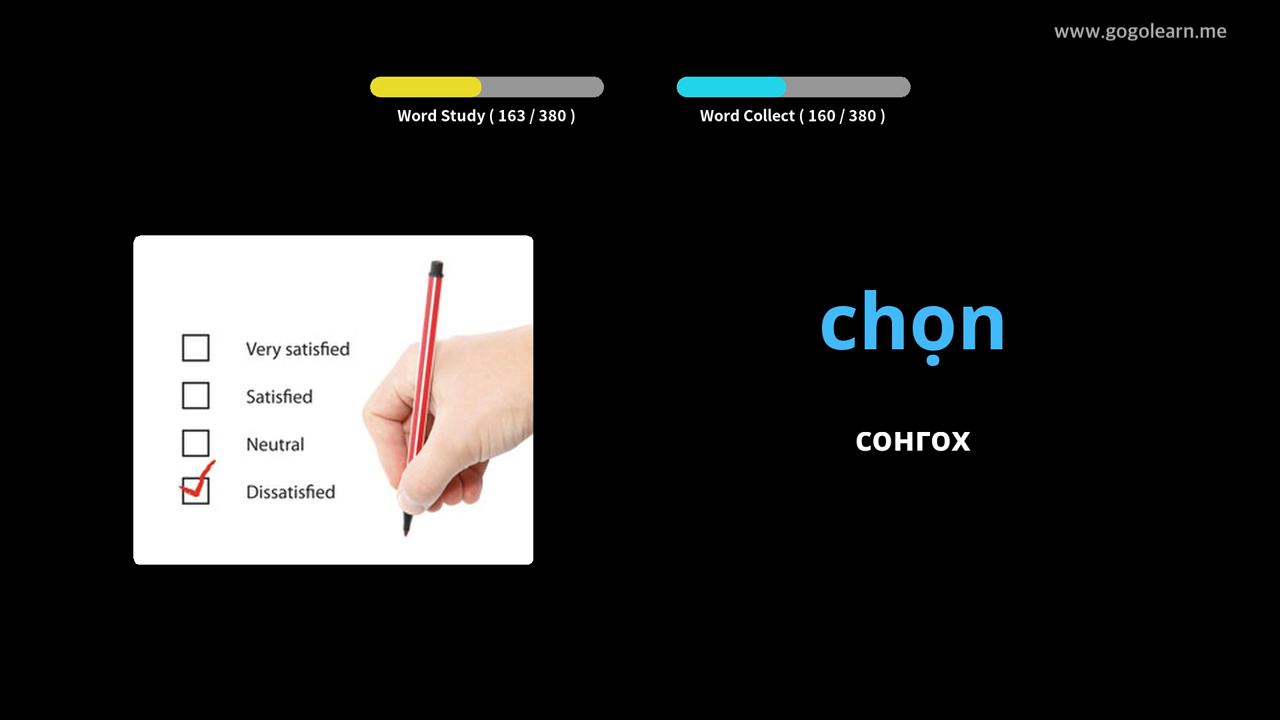 www.gogolearn.me
Word Study ( 163 / 380 )
Word Collect ( 160 / 380 )
Very satisfied
Satisfied
Neutral
Dissatisfied
chọn
сонгох